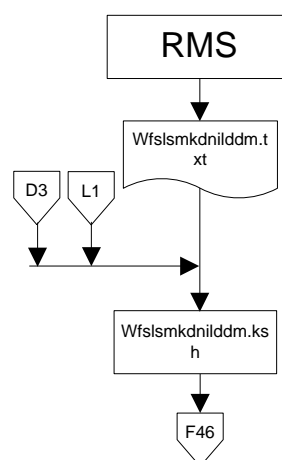 RMS
Wfslsmkdnilddm.t
xt
D3
L1
Wfslsmkdnilddm.ks
h
F46